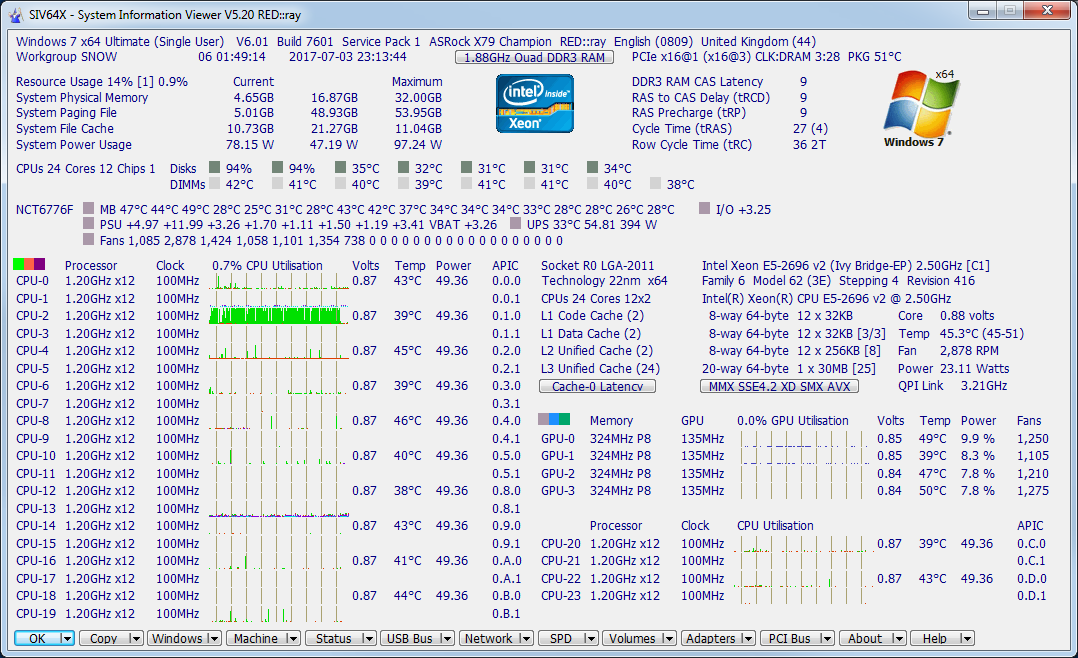 SIV64X - System Information Viewer V5.20 RED::ray
Windows 7 x64 Ultimate (Single User) V6.01 Build 7601 Service Pack 1 ASRock X79 Champion RED::ray English (0809) United Kingdom (44)
Workgroup SNOW 06 01:49:14 2017-07-03 23:13:44 1.88GHz Quad DDR3 RAM PCIe x16@1 (x16@3) CLK:DRAM 3:28 PKG 51°C
Resource Usage 14% [1] 0.9% Current Maximum DDR3 RAM CAS Latency 9 x64
System Physical Memory 4.65GB 16.87GB 32.00GB intel inside™ RAS to CAS Delay (tRCD) 9
System Paging File 5.01GB 48.93GB 53.95GB RAS Precharge (tRP) 9
System File Cache 10.73GB 21.27GB 11.04GB Xeon® Cycle Time (tRAS) 27 (4)
System Power Usage 78.15 W 47.19 W 97.24 W Row Cycle Time (tRC) 36 2T Windows 7
CPUs 24 Cores 12 Chips 1 Disks 94% 94% 35°C 32°C 31°C 31°C 34°C
DIMMs 42°C 41°C 40°C 39°C 41°C 41°C 40°C 38°C
NCT6776F MB 47°C 44°C 49°C 28°C 25°C 31°C 28°C 43°C 42°C 37°C 34°C 34°C 34°C 33°C 28°C 28°C 26°C 28°C I/O +3.25
PSU +4.97 +11.99 +3.26 +1.70 +1.11 +1.50 +1.19 +3.41 VBAT +3.26 UPS 33°C 54.81 394 W
Fans 1,085 2,878 1,424 1,058 1,101 1,354 738 0 0 0 0 0 0 0 0 0 0 0 0 0 0 0 0
Processor Clock 0.7% CPU Utilisation Volts Temp Power APIC Socket R0 LGA-2011 Intel Xeon E5-2696 v2 (Ivy Bridge-EP) 2.50GHz [C1]
CPU-0 1.20GHz x12 100MHz 0.87 43°C 49.36 0.0.0 Technology 22nm x64 Family 6 Model 62 (3E) Stepping 4 Revision 416
CPU-1 1.20GHz x12 100MHz 0.0.1 CPUs 24 Cores 12x2 Intel(R) Xeon(R) CPU E5-2696 v2 @ 2.50GHz
CPU-2 1.20GHz x12 100MHz 0.87 39°C 49.36 0.1.0 L1 Code Cache (2) 8-way 64-byte 12 x 32KB Core 0.88 volts
CPU-3 1.20GHz x12 100MHz 0.1.1 L1 Data Cache (2) 8-way 64-byte 12 x 32KB [3/3] Temp 45.3°C (45-51)
CPU-4 1.20GHz x12 100MHz 0.87 45°C 49.36 0.2.0 L2 Unified Cache (2) 8-way 64-byte 12 x 256KB [8] Fan 2,878 RPM
CPU-5 1.20GHz x12 100MHz 0.2.1 L3 Unified Cache (24) 20-way 64-byte 1 x 30MB [25] Power 23.11 Watts
CPU-6 1.20GHz x12 100MHz 0.87 39°C 49.36 0.3.0 Cache-0 Latency MMX SSE4.2 XD SMX AVX QPI Link 3.21GHz
CPU-7 1.20GHz x12 100MHz 0.3.1
CPU-8 1.20GHz x12 100MHz 0.87 46°C 49.36 0.4.0 Memory GPU 0.0% GPU Utilisation Volts Temp Power Fans
CPU-9 1.20GHz x12 100MHz 0.4.1 GPU-0 324MHz P8 135MHz 0.85 49°C 9.9 % 1,250
CPU-10 1.20GHz x12 100MHz 0.87 40°C 49.36 0.5.0 GPU-1 324MHz P8 135MHz 0.85 39°C 8.3 % 1,105
CPU-11 1.20GHz x12 100MHz 0.5.1 GPU-2 324MHz P8 135MHz 0.84 47°C 7.8 % 1,210
CPU-12 1.20GHz x12 100MHz 0.87 38°C 49.36 0.8.0 GPU-3 324MHz P8 135MHz 0.84 50°C 7.8 % 1,275
CPU-13 1.20GHz x12 100MHz 0.8.1
CPU-14 1.20GHz x12 100MHz 0.87 43°C 49.36 0.9.0 Processor Clock CPU Utilisation APIC
CPU-15 1.20GHz x12 100MHz 0.9.1 CPU-20 1.20GHz x12 100MHz 0.87 39°C 49.36 0.C.0
CPU-16 1.20GHz x12 100MHz 0.87 41°C 49.36 0.A.0 CPU-21 1.20GHz x12 100MHz 0.C.1
CPU-17 1.20GHz x12 100MHz 0.A.1 CPU-22 1.20GHz x12 100MHz 0.87 43°C 49.36 0.D.0
CPU-18 1.20GHz x12 100MHz 0.87 44°C 49.36 0.B.0 CPU-23 1.20GHz x12 100MHz 0.D.1
CPU-19 1.20GHz x12 100MHz 0.B.1
OK Copy Windows Machine Status USB Bus Network SPD Volumes Adapters PCI Bus About Help